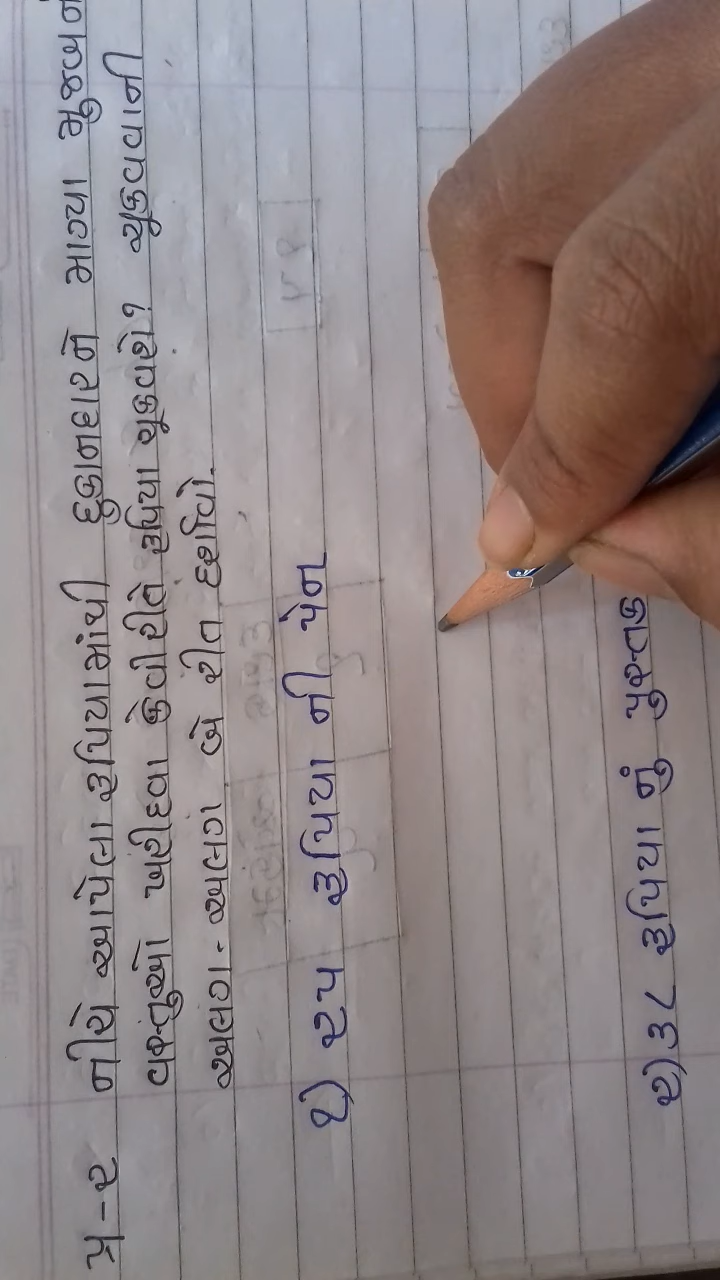 પ્ર-૨ નીચે આપેલા રૂપિયામાંથી દુકાનદારને માગ્યા મુજબની
વસ્તુઓ ખરીદવા કેવીરીતે રૂપિયા ચૂકવશો? ચૂકવવાની
અલગ-અલગ બે રીત દર્શાવો.
૧) ૨૫ રૂપિયા ની પેન
૨) ૩૮ રૂપિયા નું પુસ્તક